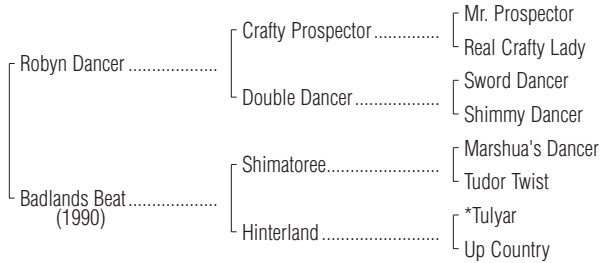 Mr. Prospector
Crafty Prospector
Real Crafty Lady
Robyn Dancer
Sword Dancer
Double Dancer
Shimmy Dancer
Marshua's Dancer
Shimatoree
Tudor Twist
Badlands Beat
(1990)
*Tulyar
Hinterland
Up Country